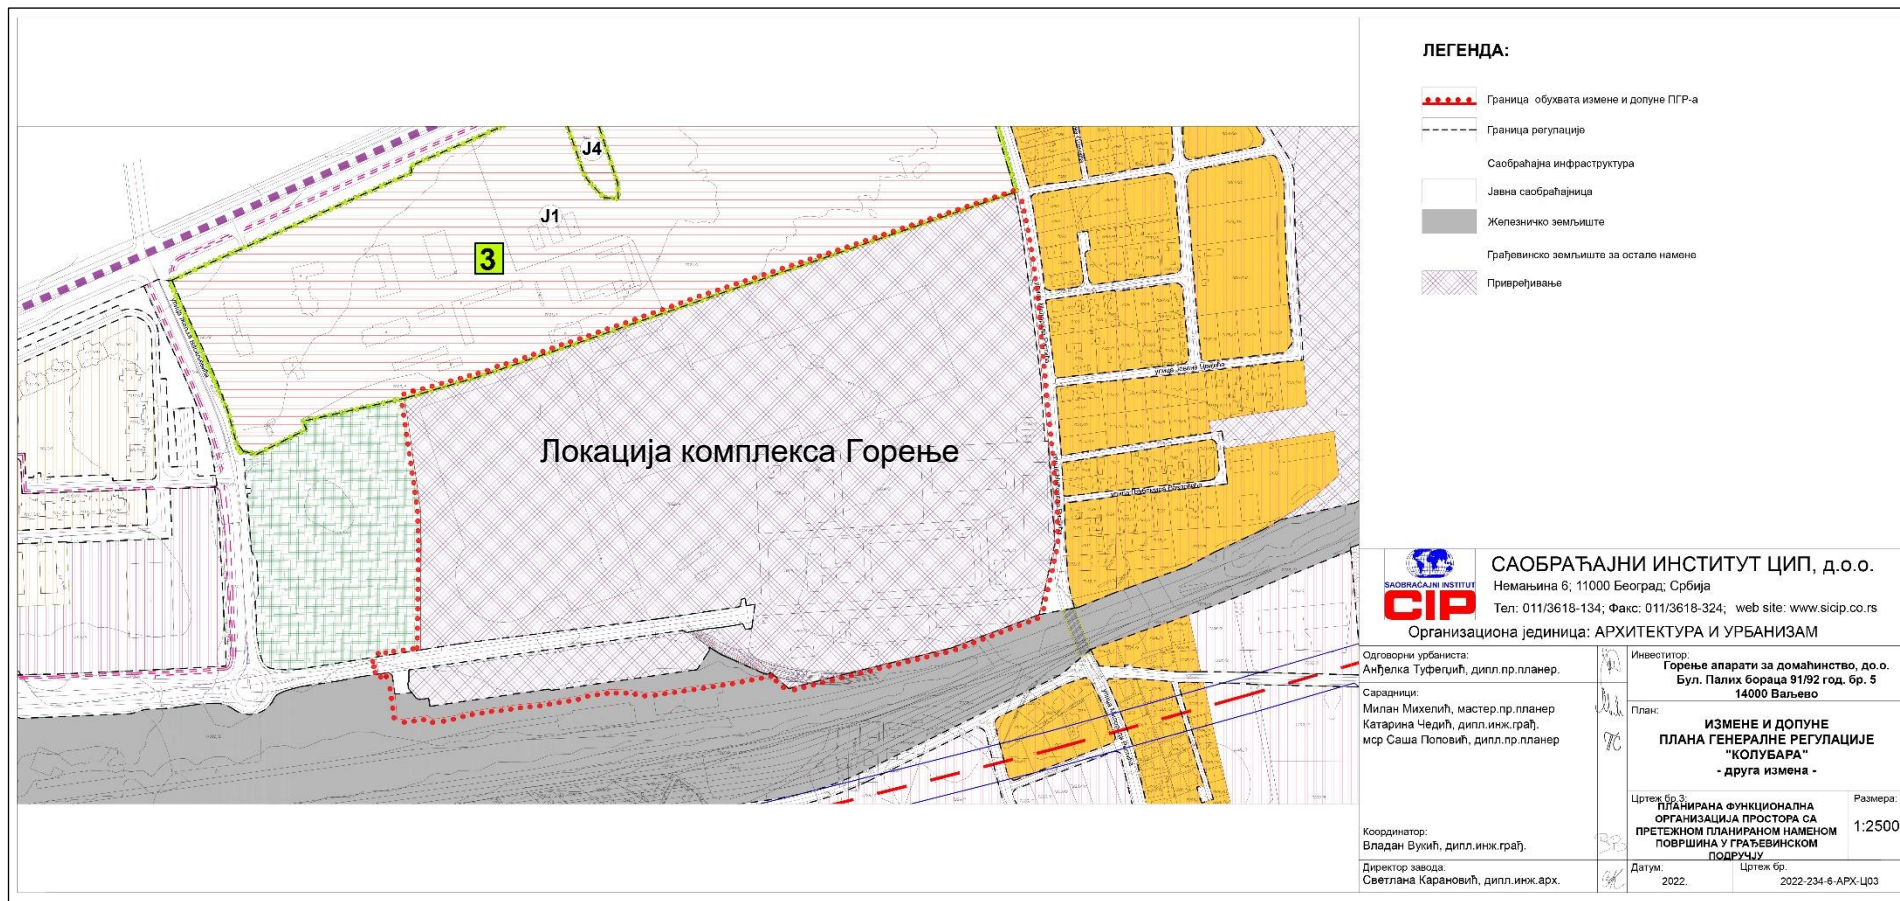 ЛЕГЕНДА:
Граница обухвата измене и допуне ПГР-а
Граница регулације
Саобраћајна инфраструктура
Јавна саобраћајница
Железничко земљиште
Грађевинско земљиште за остале намене
Привређивање
Ј4
Ј1
3
Локација комплекса Горење
улица Јована Цвијића
SAOBRAĆAJNI INSTITUT
CIP
САОБРАЋАЈНИ ИНСТИТУТ ЦИП, д.о.о.
Немањина 6; 11000 Београд; Србија
Тел: 011/3618-134; Факс: 011/3618-324; web site: www.sicip.co.rs
Организациона јединица: АРХИТЕКТУРА И УРБАНИЗАМ
Одговорни урбаниста:
Анђелка Туфегџић, дипл.пр.планер.
Сарадници:
Милан Михелић, мастер.пр.планер
Катарина Чедић, дипл.инж.грађ.
мср Саша Поповић, дипл.пр.планер
Координатор:
Владан Вукић, дипл.инж.грађ.
Директор завода:
Светлана Карановић, дипл.инж.арх.
Инвеститор:
Горење апарати за домаћинство, до.о.
Бул. Палих бораца 91/92 год. бр. 5
14000 Ваљево
План:
ИЗМЕНЕ И ДОПУНЕ
ПЛАНА ГЕНЕРАЛНЕ РЕГУЛАЦИЈЕ
"КОЛУБАРА"
- друга измена -
Цртеж бр.3:
ПЛАНИРАНА ФУНКЦИОНАЛНА
ОРГАНИЗАЦИЈА ПРОСТОРА СА
ПРЕТЕЖНОМ ПЛАНИРАНОМ НАМЕНОМ
ПОВРШИНА У ГРАЂЕВИНСКОМ
ПОДРУЧЈУ
Размера:
1:2500
Датум:
2022.
Цртеж бр.
2022-234-6-АРХ-Ц03